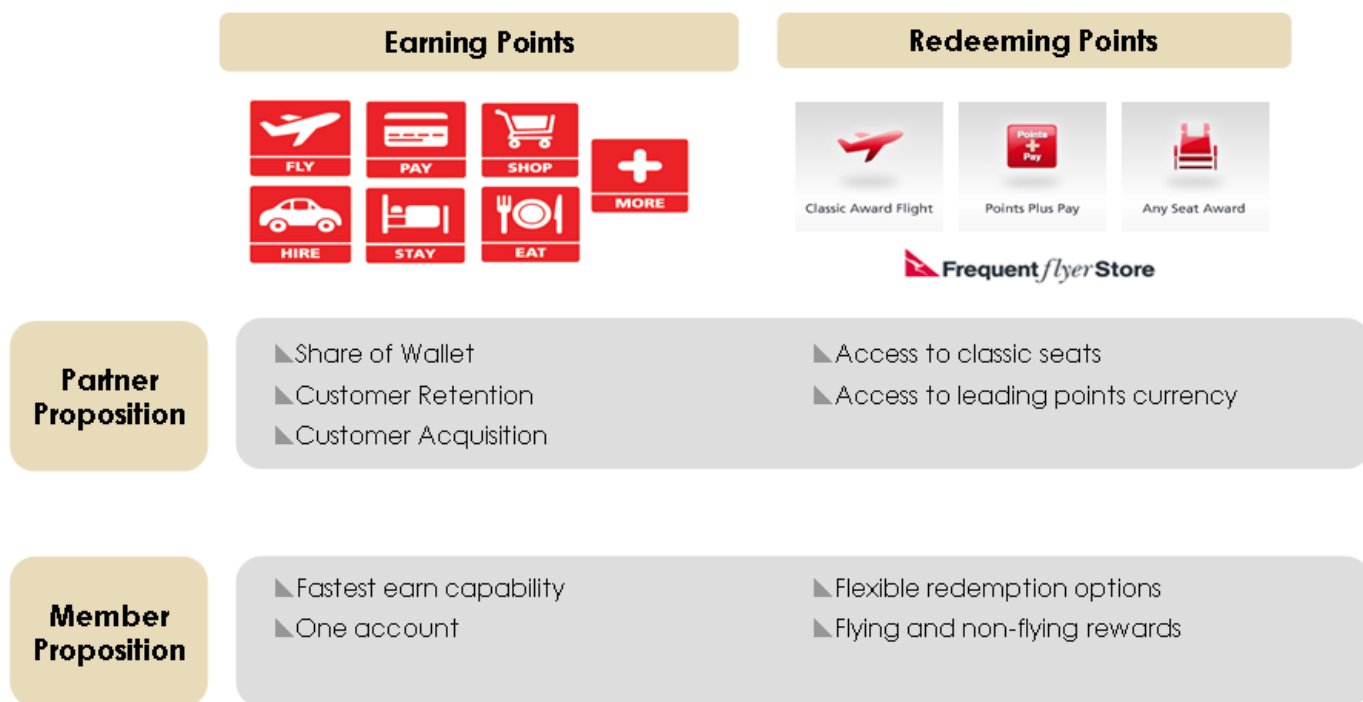 Earning Points
Redeeming Points
FLY
PAY
SHOP
MORE
HIRE
STAY
EAT
Points
+
Pay
Classic Award Flight
Points Plus Pay
Any Seat Award
Frequent flyer Store
Partner
Proposition
Share of Wallet
Customer Retention
Customer Acquisition
Access to classic seats
Access to leading points currency
Member
Proposition
Fastest earn capability
One account
Flexible redemption options
Flying and non-flying rewards